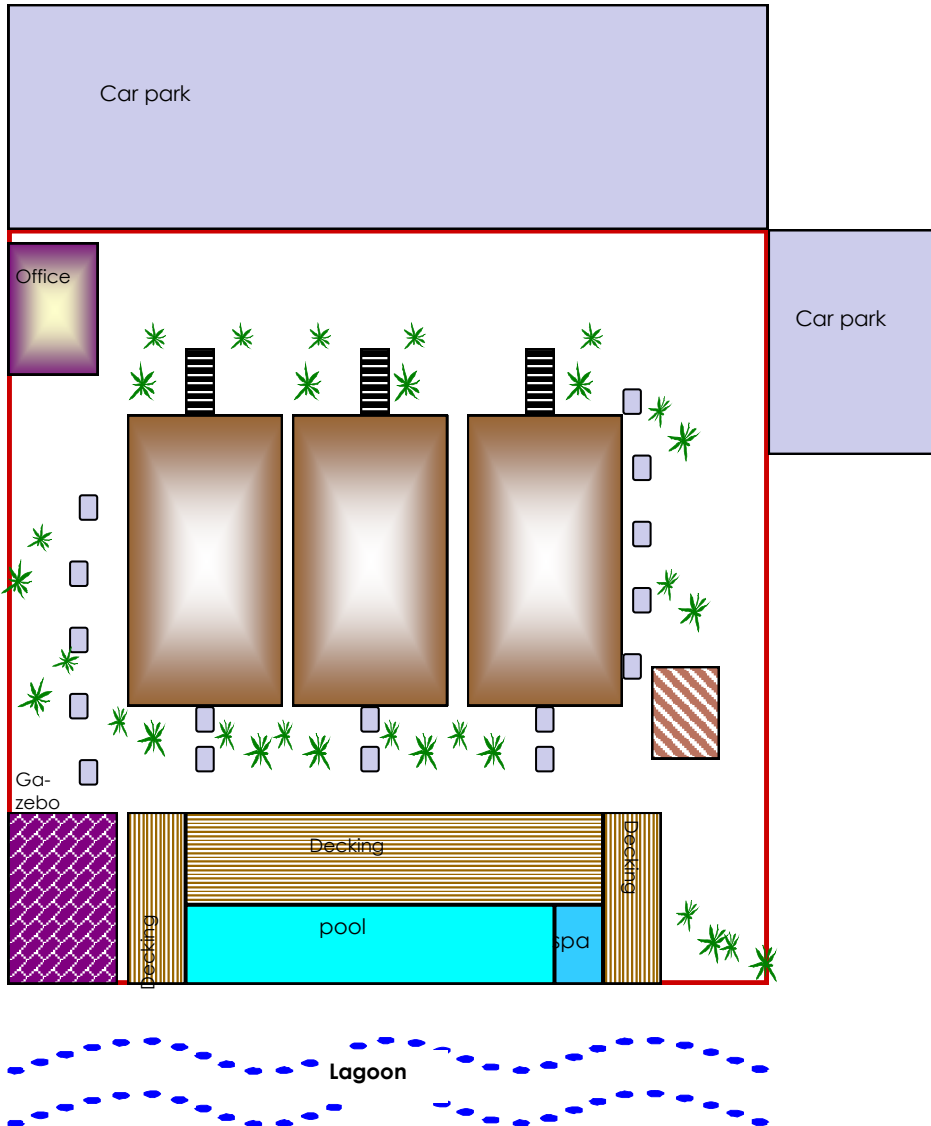 Car park
Office
Car park
Ga-
zebo
Decking
Decking
Decking
pool
spa
Lagoon